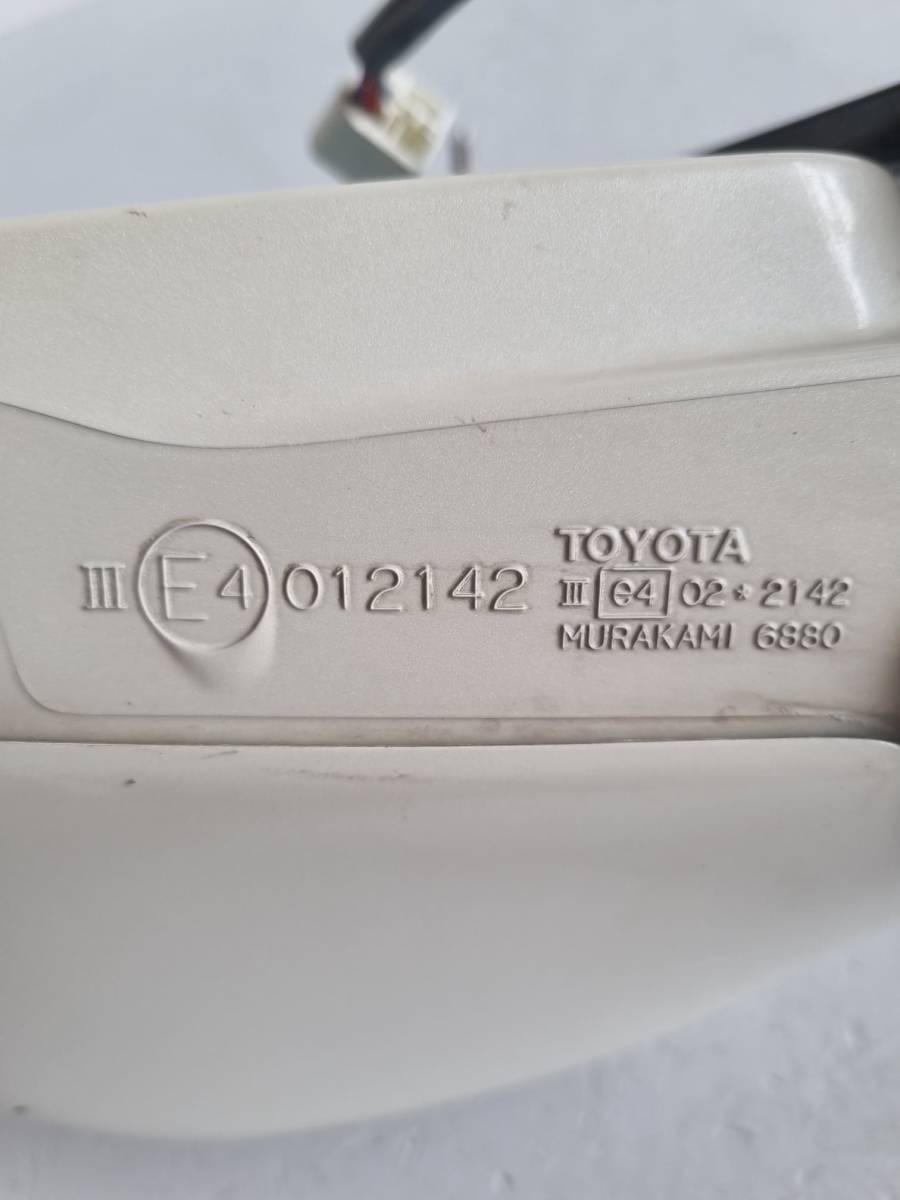 III E4 012142
TOYOTA
III e4 02*2142
MURAKAMI 6880